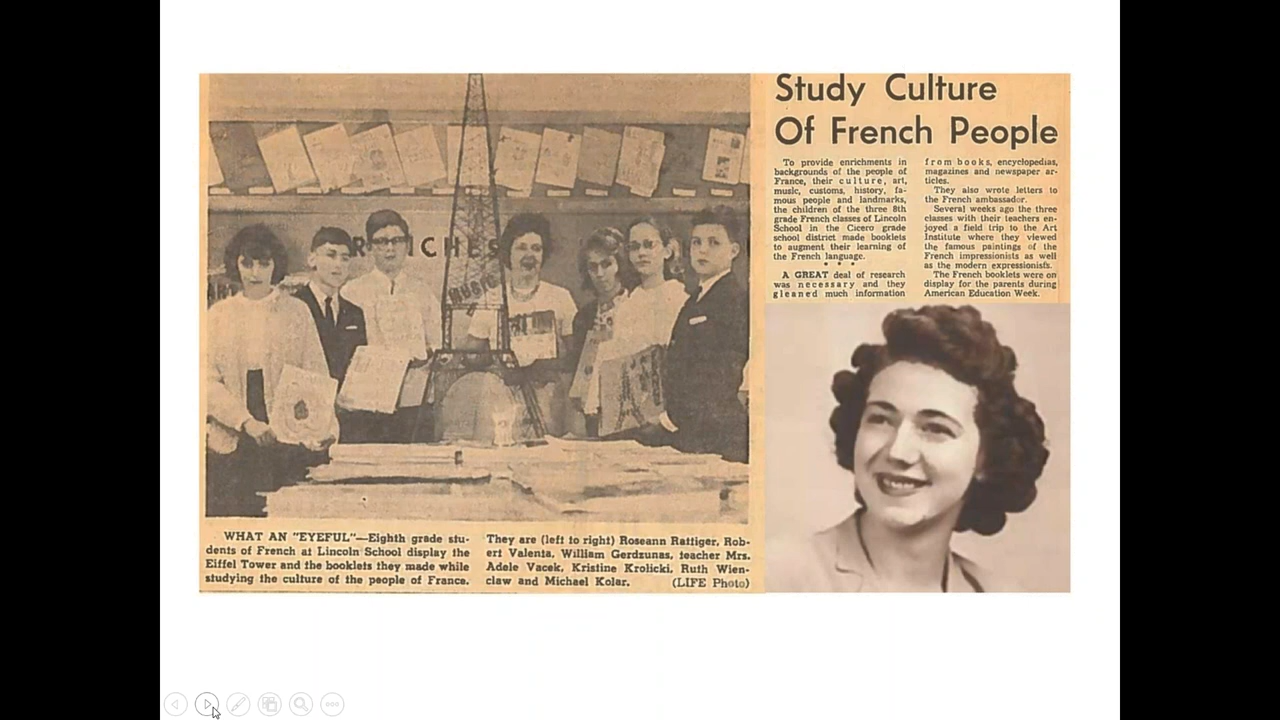 Study Culture
Of French People
To provide enrichments in
backgrounds of the people of
France, their culture, art,
music, customs, history, fa-
mous people and landmarks,
the children of the three 8th
grade French classes of Lincoln
School in the Cicero grade
school district made booklets
to augment their learning of
the French language.
* * *
A GREAT deal of research
was necessary and they
gleaned much information
from books, encyclopedias,
magazines and newspaper ar-
ticles.
They also wrote letters to
the French ambassador.
Several weeks ago the three
classes with their teachers en-
joyed a field trip to the Art
Institute where they viewed
the famous paintings of the
French impressionists as well
as the modern expressionists.
The French booklets were on
display for the parents during
American Education Week.
MUSIC
WHAT AN "EYEFUL"—Eighth grade stu-
dents of French at Lincoln School display the
Eiffel Tower and the booklets they made while
studying the culture of the people of France.
They are (left to right) Roseann Rattiger, Rob-
ert Valenta, William Gerdzunas, teacher Mrs.
Adele Vacek, Kristine Krolicki, Ruth Wien-
claw and Michael Kolar. (LIFE Photo)